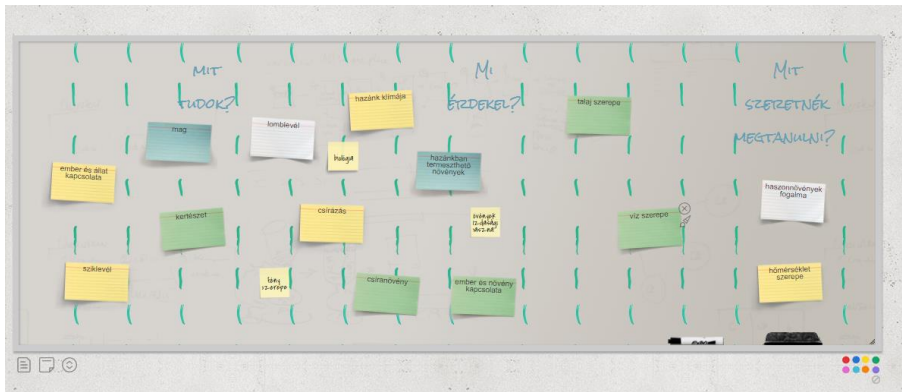 MIT
TUDOK?
MI
ÉRDEKEL?
MIT
SZERETNÉK
MEGTANULNI?
hazánk klímája
talaj szerepe
mag
lomblevél
hazánkban
termeszthető
növények
ember és állat
kapcsolata
haszonnövények
fogalma
kertészet
csírázás
víz szerepe
sziklevél
fény
szerepe
csíranövény
ember és növény
kapcsolata
hőmérséklet
szerepe